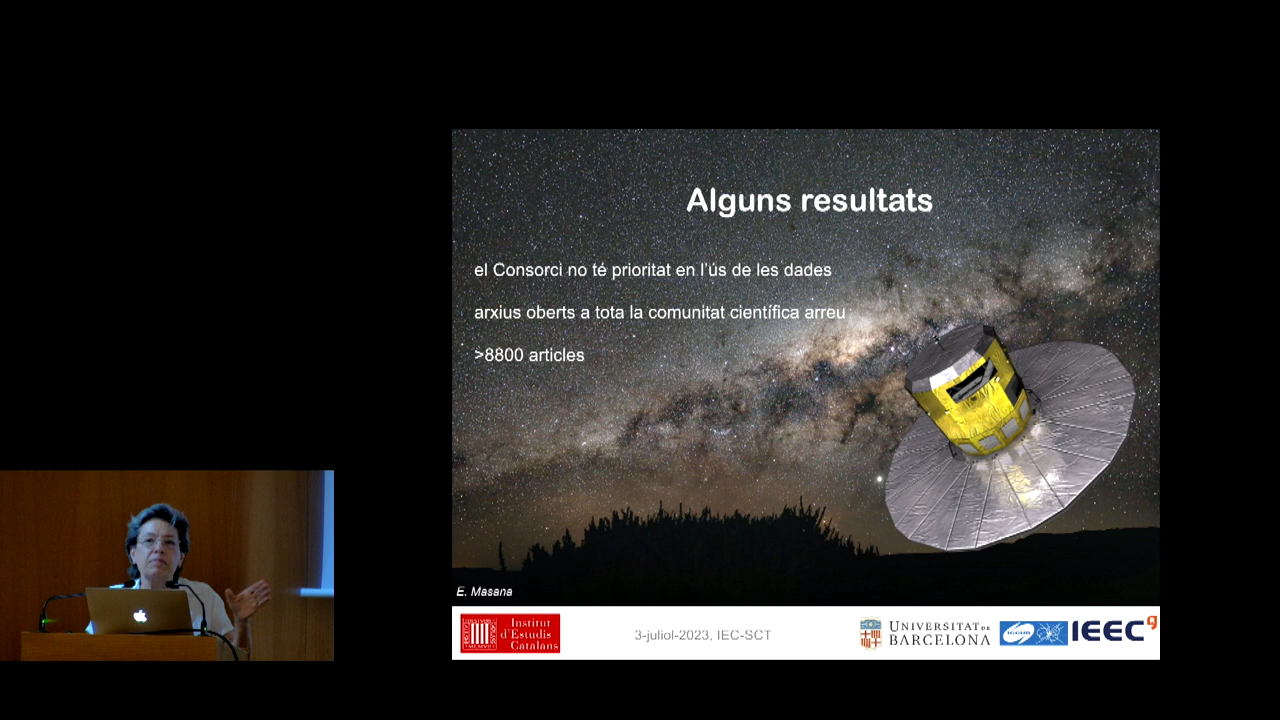 Alguns resultats
el Consorci no té prioritat en l'ús de les dades
arxius oberts a tota la comunitat científica arreu
>8800 articles
E. Masana
Institut
d'Estudis
Catalans
3-juliol-2023, IEC-SCT
UNIVERSITAT DE
BARCELONA
IEEC